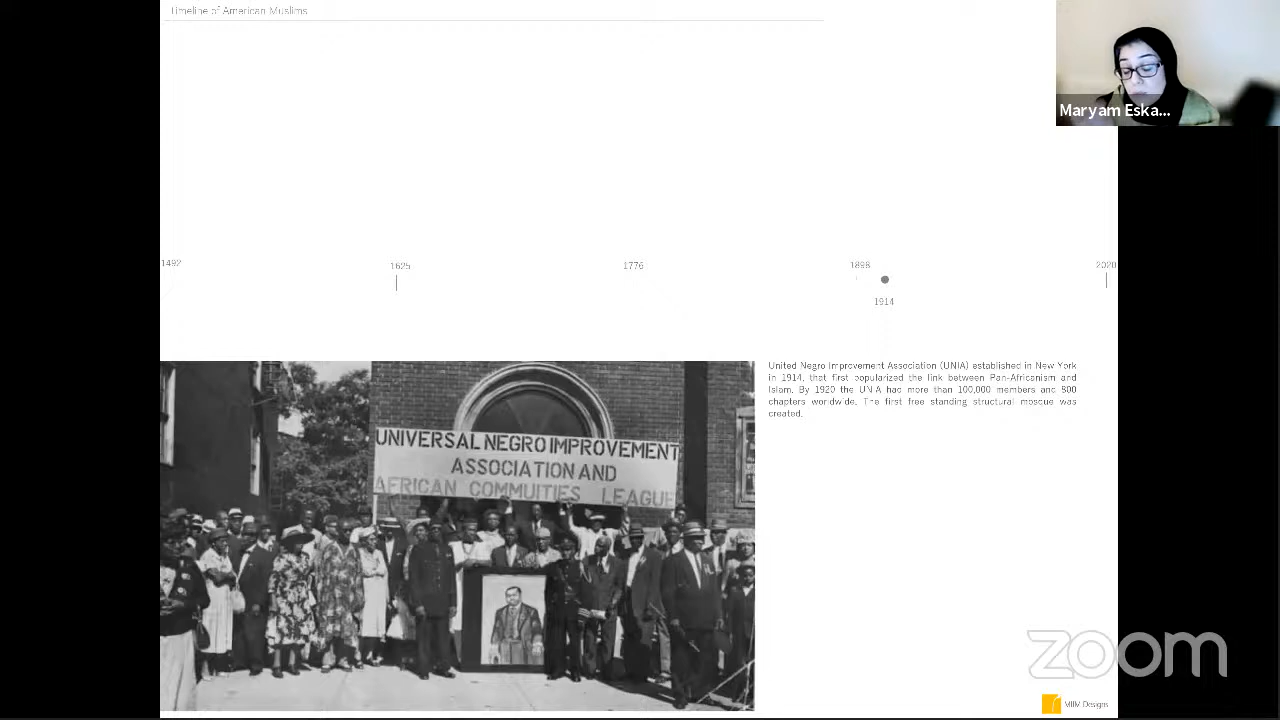 Timeline of American Muslims
Maryam Eska...
1492
1625
1776
1898
2020
1914
United Negro Improvement Association (UNIA) established in New York
in 1914, that first popularized the link between Pan-Africanism and
Islam. By 1920 the UNIA had more than 100,000 members and 800
chapters worldwide. The first free standing structural mosque was
created.
UNIVERSAL NEGRO IMPROVEMENT
ASSOCIATION AND
AFRICAN COMMUITIES LEAGUE
zoom
MIIM Designs